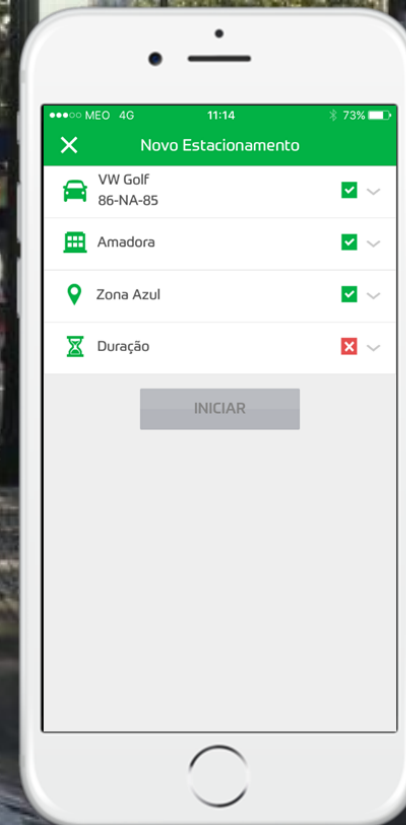 MEO 4G 11:14 73%
Novo Estacionamento
VW Golf
86-NA-85
Amadora
Zona Azul
Duração
INICIAR